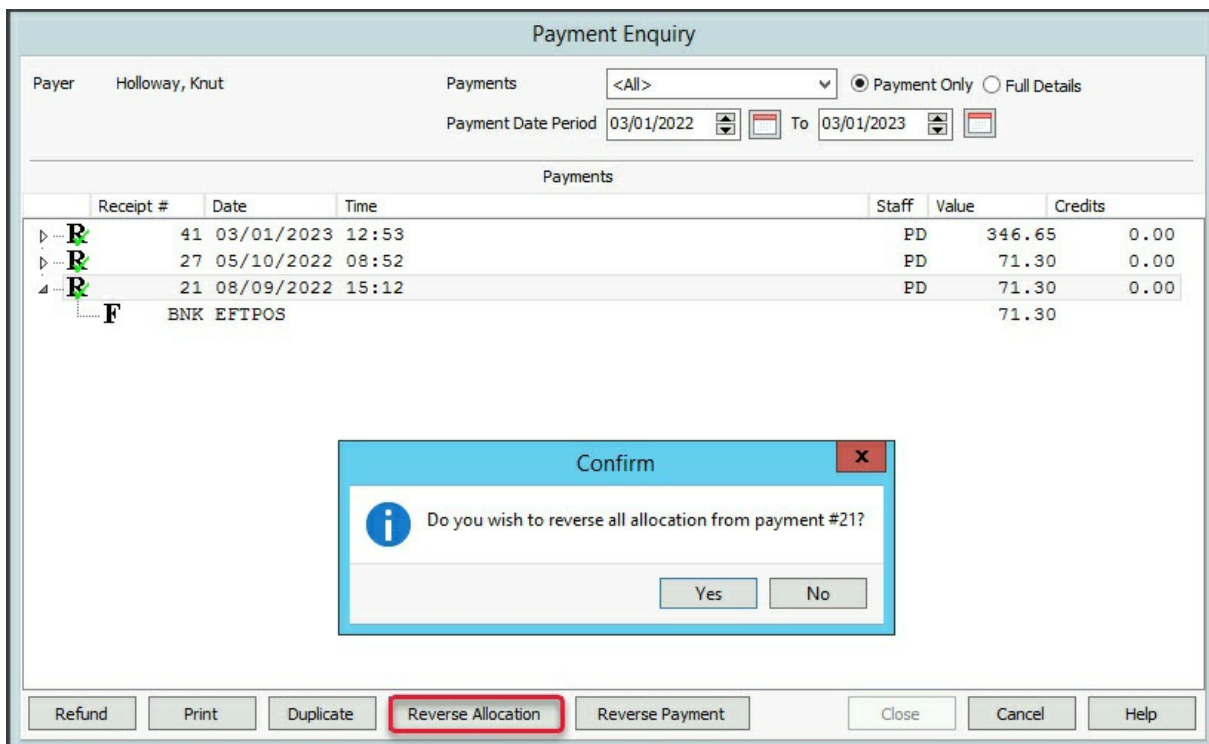 Payment Enquiry
Payer Holloway, Knut Payments <All> Payment Only Full Details
Payment Date Period 03/01/2022 To 03/01/2023
Payments
Receipt # Date Time Staff Value Credits
R 41 03/01/2023 12:53 PD 346.65 0.00
R 27 05/10/2022 08:52 PD 71.30 0.00
R 21 08/09/2022 15:12 PD 71.30 0.00
F BNK EFTPOS 71.30
Confirm x
i Do you wish to reverse all allocation from payment #21?
Yes No
Refund Print Duplicate Reverse Allocation Reverse Payment Close Cancel Help